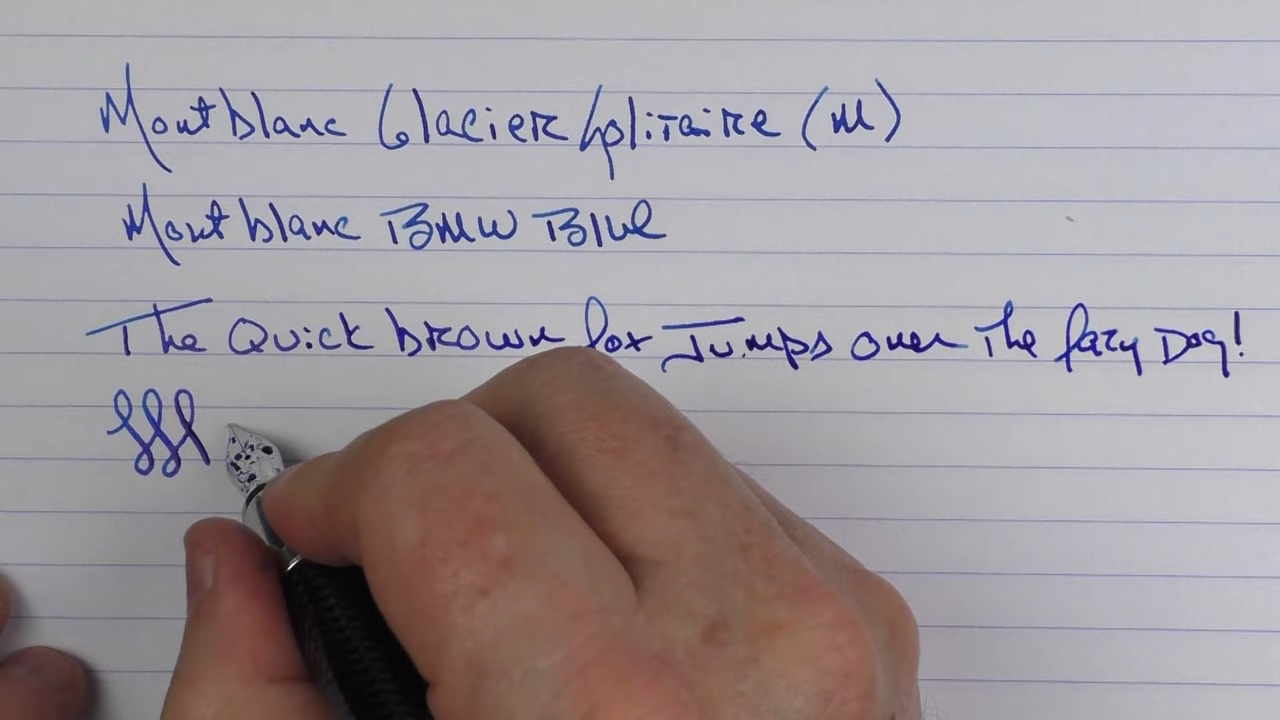 Montblanc Glacier Solitaire (M)
Montblanc BMW Blue
The Quick brown fox Jumps over The lazy Dog!